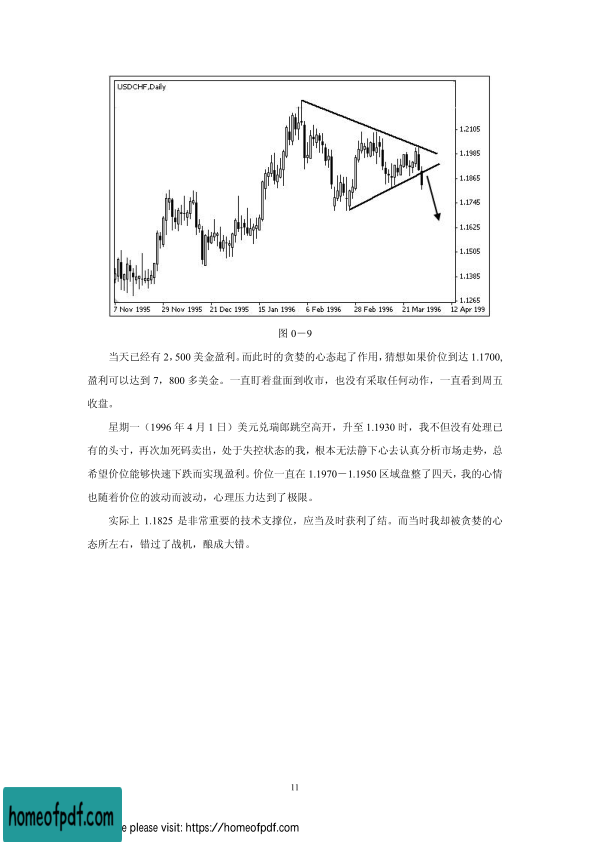 USDCHF,Daily
1.2105
1.1985
1.1865
1.1745
1.1625
1.1505
1.1385
1.1265
7 Nov 1995 29 Nov 1995 21 Dec 1995 15 Jan 1996 6 Feb 1996 28 Feb 1996 21 Mar 1996 12 Apr 199
图 0－9
当天已经有 2，500 美金盈利。而此时的贪婪的心态起了作用，猜想如果价位到达 1.1700,
盈利可以达到 7，800 多美金。一直盯着盘面到收市，也没有采取任何动作，一直看到周五
收盘。
星期一（1996 年 4 月 1 日）美元兑瑞郎跳空高开，升至 1.1930 时，我不但没有处理已
有的头寸，再次加死码卖出，处于失控状态的我，根本无法静下心去认真分析市场走势，总
希望价位能够快速下跌而实现盈利。价位一直在 1.1970－1.1950 区域盘整了四天，我的心情
也随着价位的波动而波动，心理压力达到了极限。
实际上 1.1825 是非常重要的技术支撑位，应当及时获利了结。而当时我却被贪婪的心
态所左右，错过了战机，酿成大错。
11
homeofpdf.com
e please visit: https://homeofpdf.com